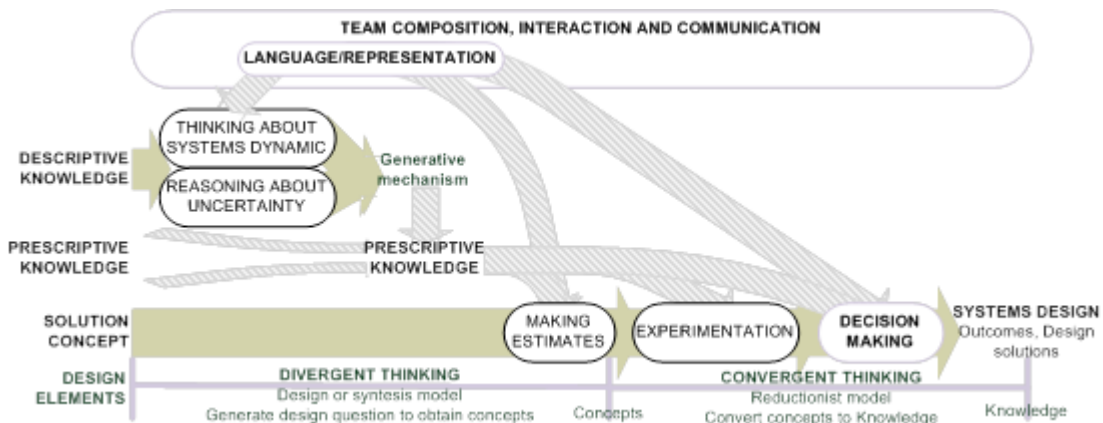 TEAM COMPOSITION, INTERACTION AND COMMUNICATION
LANGUAGE/REPRESENTATION
THINKING ABOUT
SYSTEMS DYNAMIC
DESCRIPTIVE
KNOWLEDGE
REASONING ABOUT
UNCERTAINTY
Generative
mechanism
PRESCRIPTIVE
KNOWLEDGE
PRESCRIPTIVE
KNOWLEDGE
SOLUTION
CONCEPT
MAKING
ESTIMATES
EXPERIMENTATION
DECISION
MAKING
SYSTEMS DESIGN
Outcomes, Design
solutions
DESIGN
ELEMENTS
DIVERGENT THINKING
Design or syntesis model
Generate design question to obtain concepts
Concepts
CONVERGENT THINKING
Reductionist model
Convert concepts to Knowledge
Knowledge